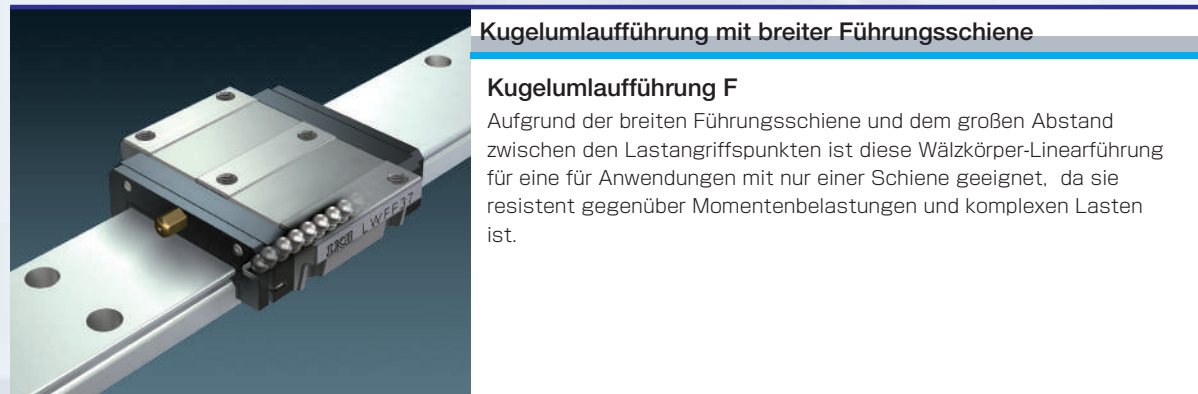 Kugelumlaufführung mit breiter Führungsschiene
Kugelumlaufführung F
Aufgrund der breiten Führungsschiene und dem großen Abstand
zwischen den Lastangriffspunkten ist diese Wälzkörper-Linearführung
für eine für Anwendungen mit nur einer Schiene geeignet, da sie
resistent gegenüber Momentenbelastungen und komplexen Lasten
ist.
IKO LWFF37